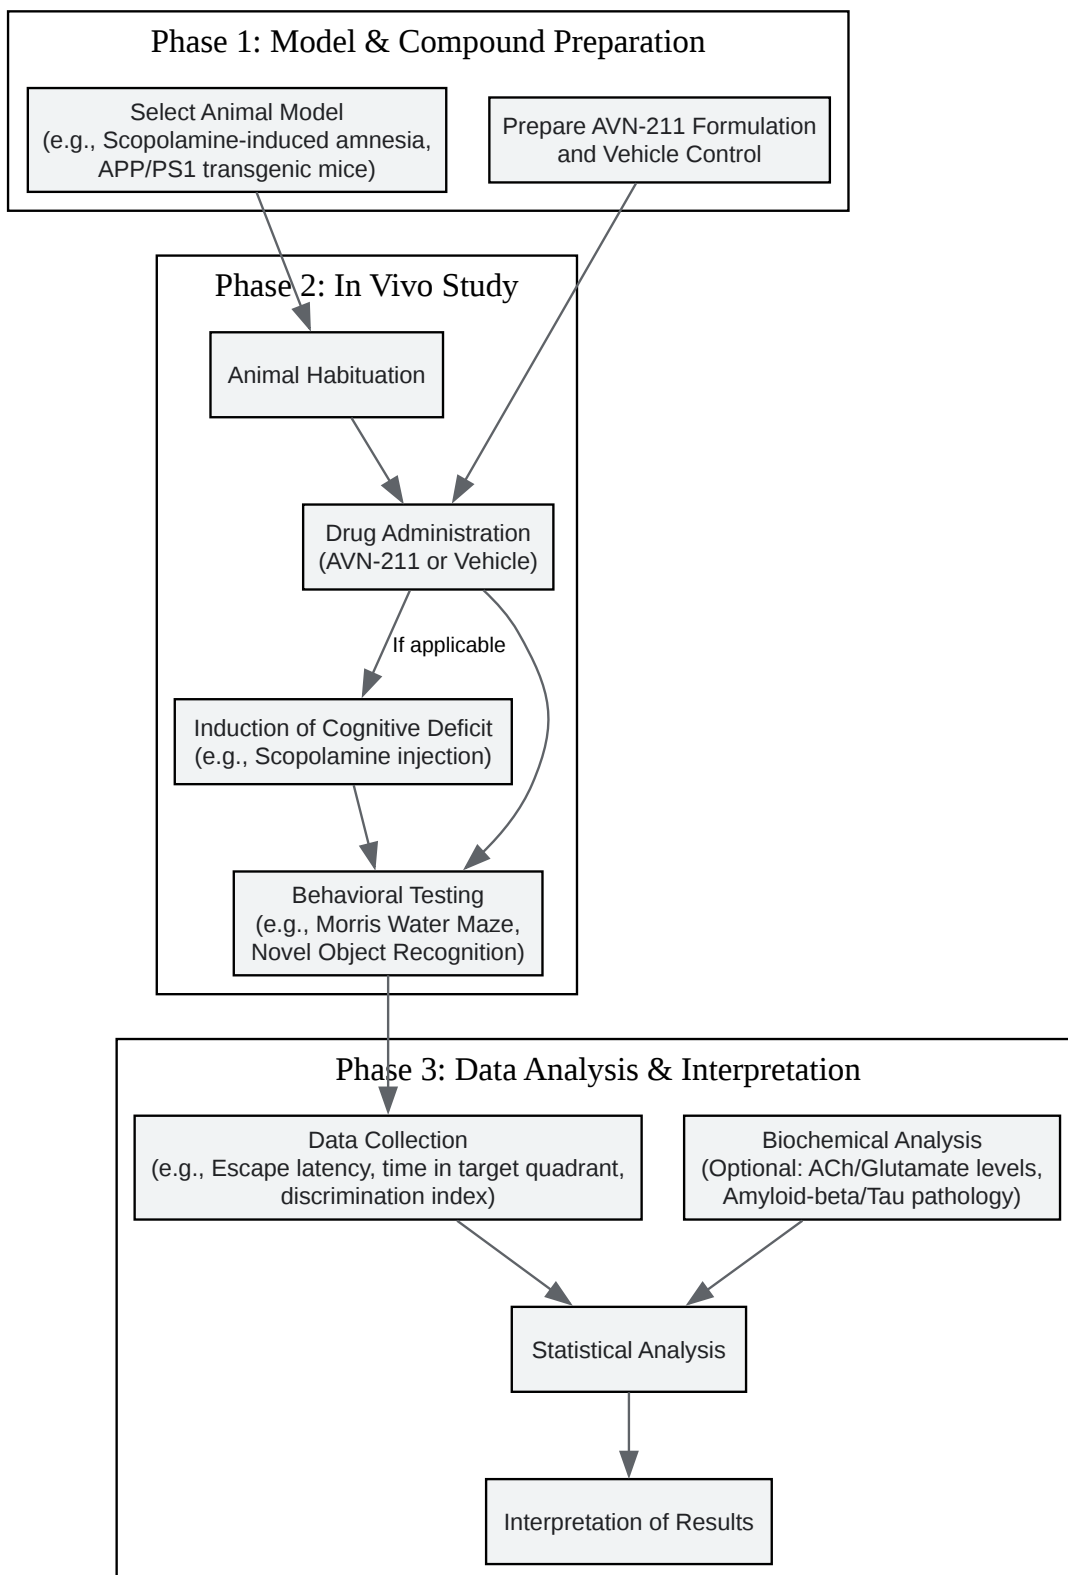 Phase 1: Model & Compound Preparation
Select Animal Model
(e.g., Scopolamine-induced amnesia,
APP/PS1 transgenic mice)
Prepare AVN-211 Formulation
and Vehicle Control
Phase 2: In Vivo Study
Animal Habituation
Drug Administration
(AVN-211 or Vehicle)
If applicable
Induction of Cognitive Deficit
(e.g., Scopolamine injection)
Behavioral Testing
(e.g., Morris Water Maze,
Novel Object Recognition)
Phase 3: Data Analysis & Interpretation
Data Collection
(e.g., Escape latency, time in target quadrant,
discrimination index)
Biochemical Analysis
(Optional: ACh/Glutamate levels,
Amyloid-beta/Tau pathology)
Statistical Analysis
Interpretation of Results